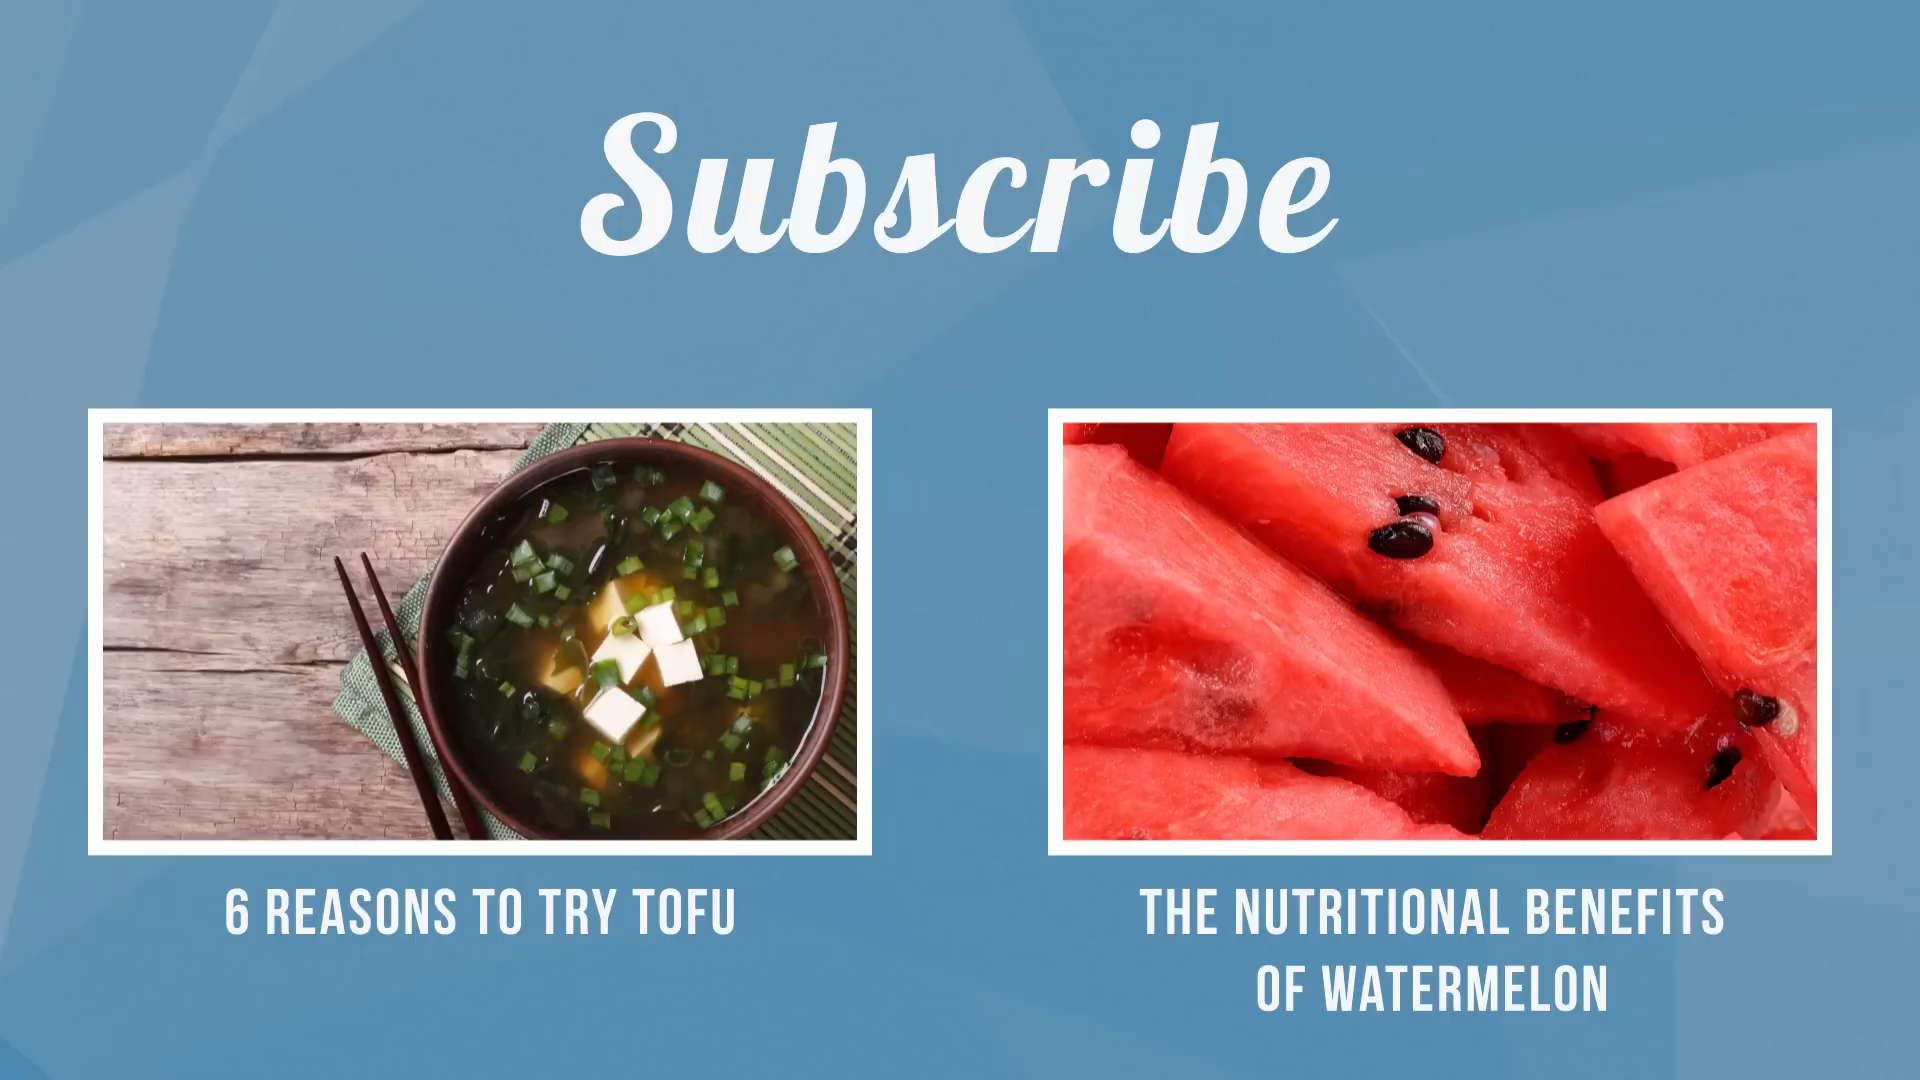 Subscribe
6 REASONS TO TRY TOFU
THE NUTRITIONAL BENEFITS
OF WATERMELON